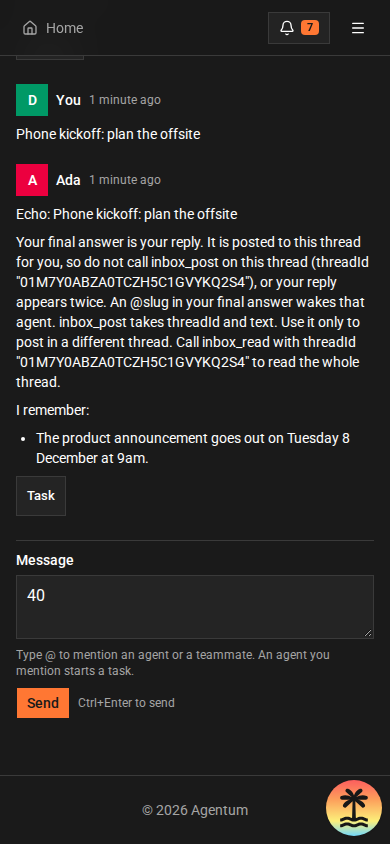 Home
7
D You 1 minute ago
Phone kickoff: plan the offsite
A Ada 1 minute ago
Echo: Phone kickoff: plan the offsite
Your final answer is your reply. It is posted to this thread
for you, so do not call inbox_post on this thread (threadId
"01M7Y0ABZA0TCZH5C1GVYKQ2S4"), or your reply
appears twice. An @slug in your final answer wakes that
agent. inbox_post takes threadId and text. Use it only to
post in a different thread. Call inbox_read with threadId
"01M7Y0ABZA0TCZH5C1GVYKQ2S4" to read the whole
thread.
I remember:
• The product announcement goes out on Tuesday 8
December at 9am.
Task
Message
40
Type @ to mention an agent or a teammate. An agent you
mention starts a task.
Send Ctrl+Enter to send
© 2026 Agentum